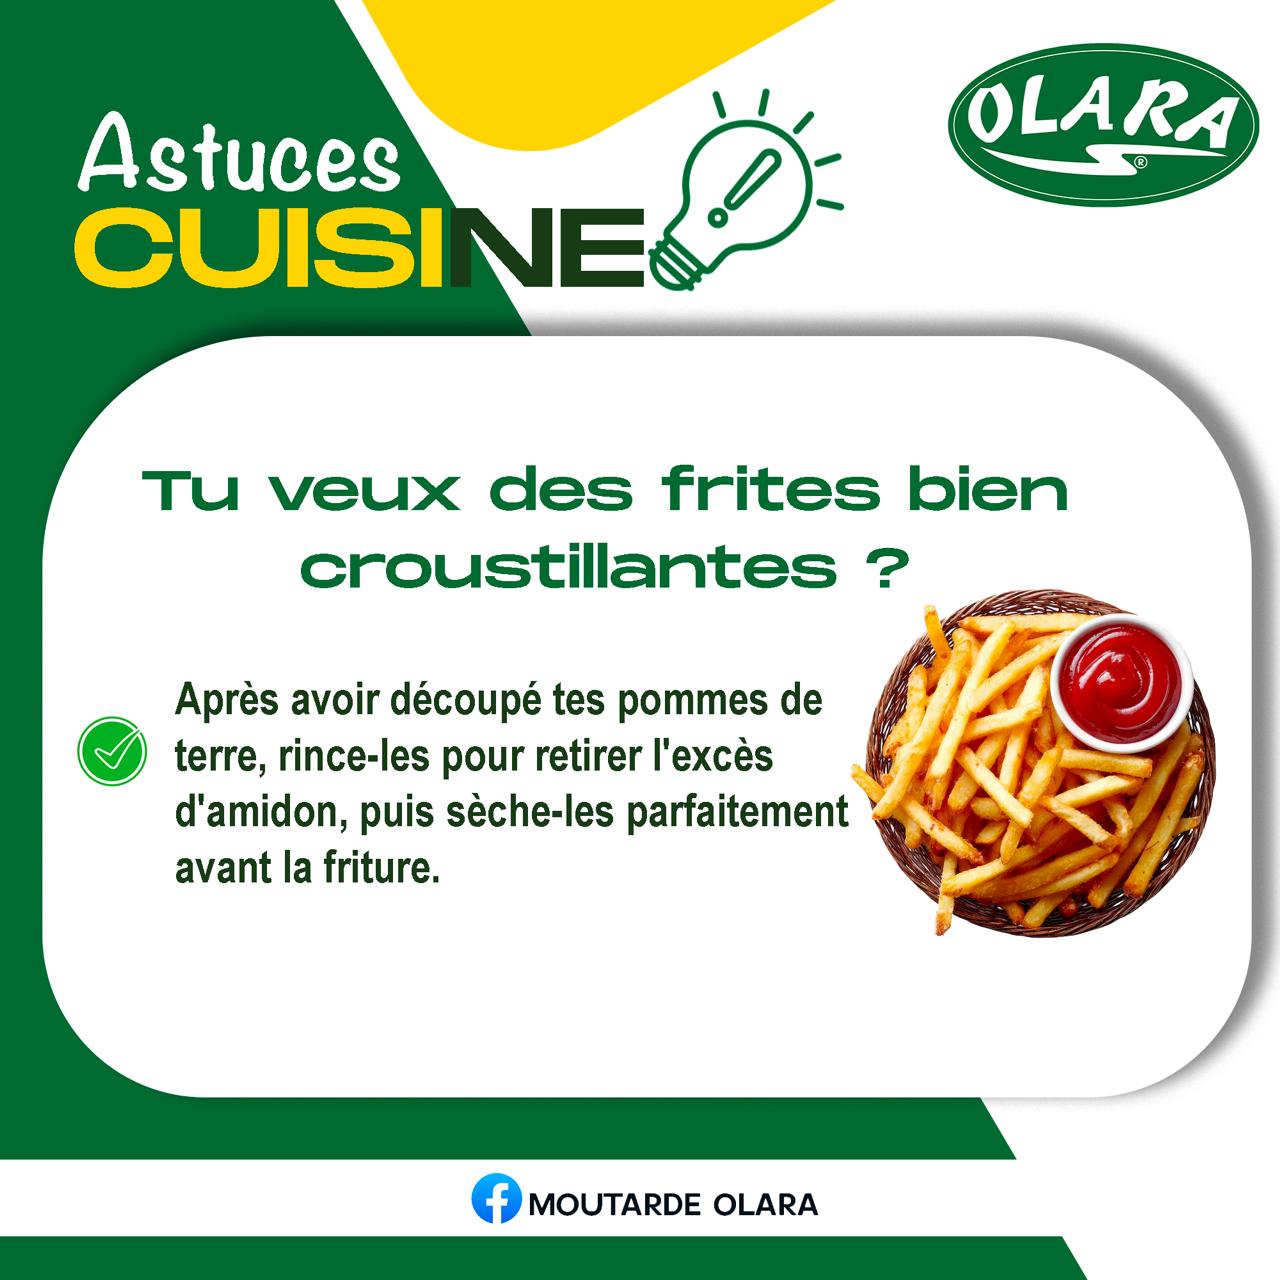 Astuces
CUISINE
OLARA
®
Tu veux des frites bien
croustillantes ?
Après avoir découpé tes pommes de
terre, rince-les pour retirer l'excès
d'amidon, puis sèche-les parfaitement
avant la friture.
MOUTARDE OLARA